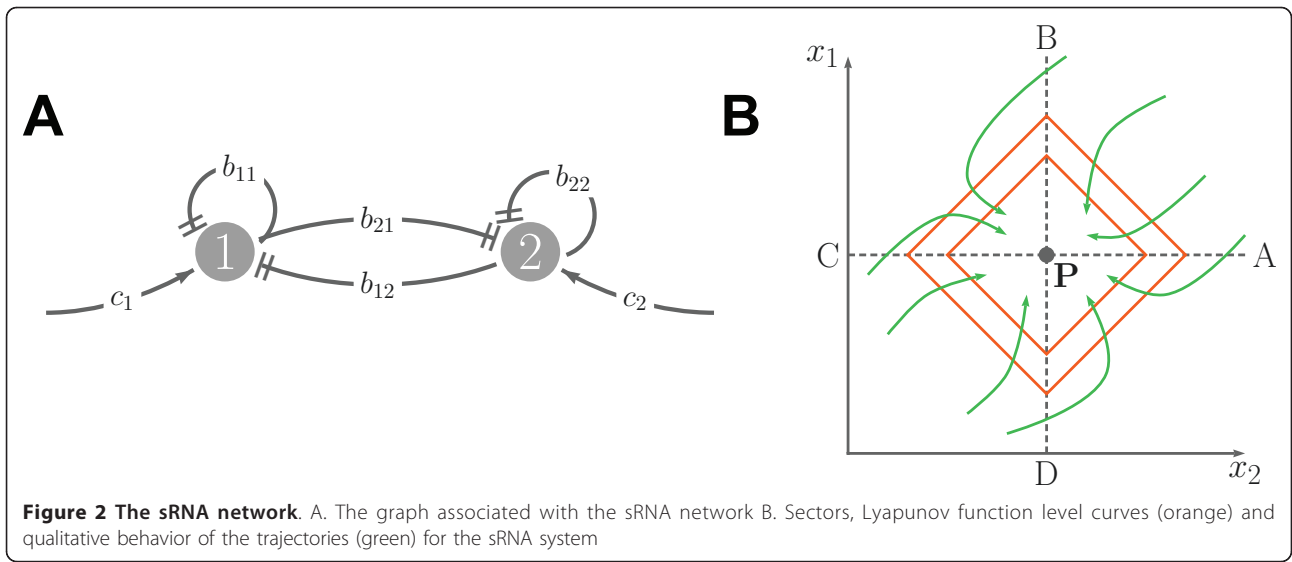 A
b11
b22
b21
1
2
b12
c1
c2
B
B
x1
C
A
P
D
x2
Figure 2 The sRNA network. A. The graph associated with the sRNA network B. Sectors, Lyapunov function level curves (orange) and
qualitative behavior of the trajectories (green) for the sRNA system